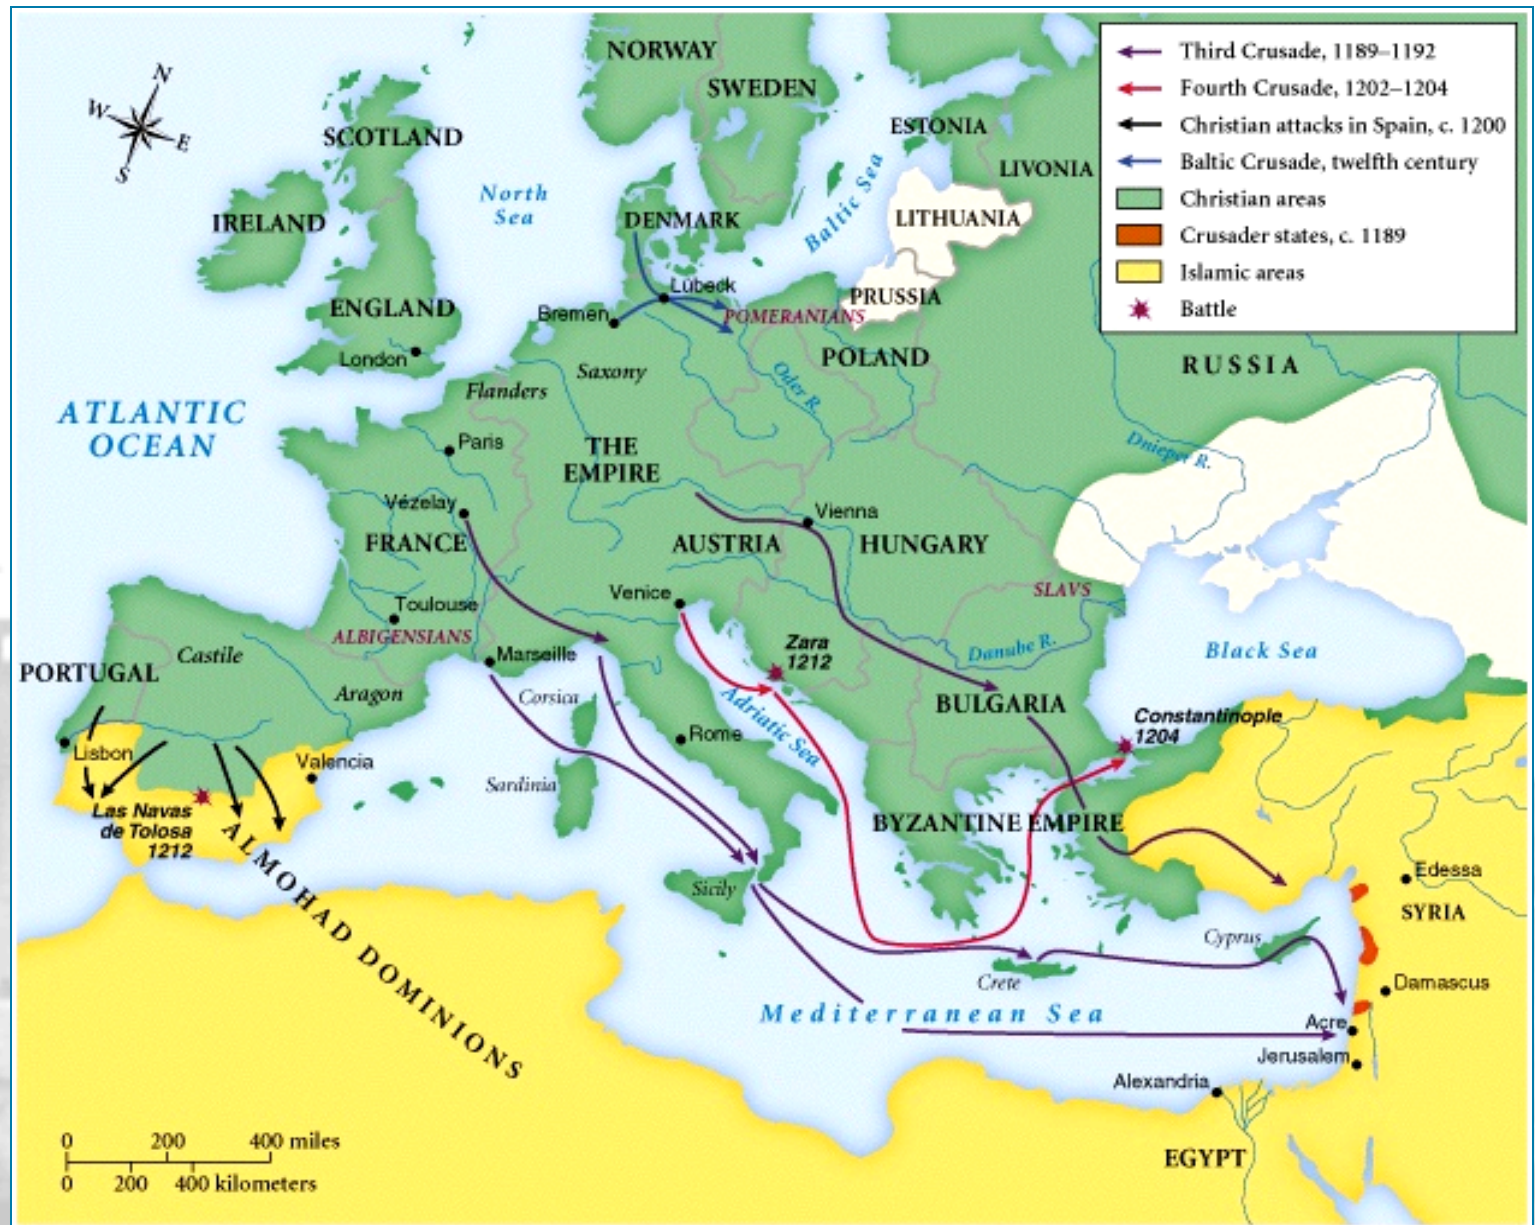 NORWAY
SWEDEN
Third Crusade, 1189–1192
Fourth Crusade, 1202–1204
Christian attacks in Spain, c. 1200
Baltic Crusade, twelfth century
Christian areas
Crusader states, c. 1189
Islamic areas
Battle
N
W
E
S
SCOTLAND
ESTONIA
LIVONIA
North
Sea
Baltic Sea
IRELAND
DENMARK
LITHUANIA
Lübeck
PRUSSIA
ENGLAND
Bremen
POMERANIANS
London
POLAND
RUSSIA
Saxony
Flanders
Oder R.
ATLANTIC
OCEAN
Paris
THE
EMPIRE
Dnieper R.
Vézelay
Vienna
FRANCE
AUSTRIA
HUNGARY
Venice
SLAVS
Toulouse
ALBIGENSIANS
Zara
1212
Danube R.
Black Sea
PORTUGAL
Castile
Marseille
Aragon
Corsica
Adriatic Sea
BULGARIA
Constantinople
1204
Rome
Lisbon
Valencia
Sardinia
Las Navas
de Tolosa
1212
BYZANTINE EMPIRE
ALMOHAD DOMINIONS
Sicily
Edessa
SYRIA
Cyprus
Crete
Damascus
Mediterranean Sea
Acre
Jerusalem
Alexandria
EGYPT
0 200 400 miles
0 200 400 kilometers